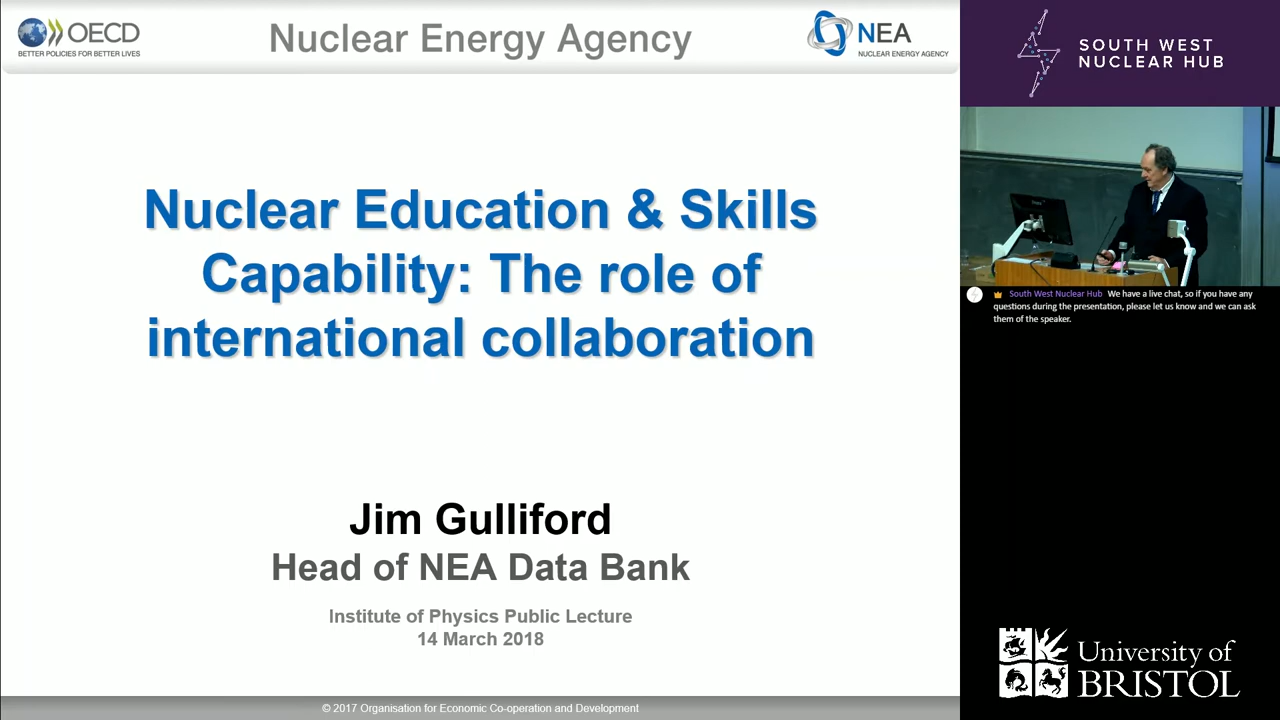 OECD
BETTER POLICIES FOR BETTER LIVES
Nuclear Energy Agency
NEA
NUCLEAR ENERGY AGENCY
Nuclear Education & Skills
Capability: The role of
international collaboration
Jim Gulliford
Head of NEA Data Bank
Institute of Physics Public Lecture
14 March 2018
© 2017 Organisation for Economic Co-operation and Development
SOUTH WEST
NUCLEAR HUB
South West Nuclear Hub We have a live chat, so if you have any
questions during the presentation, please let us know and we can ask
them of the speaker.
University of
BRISTOL